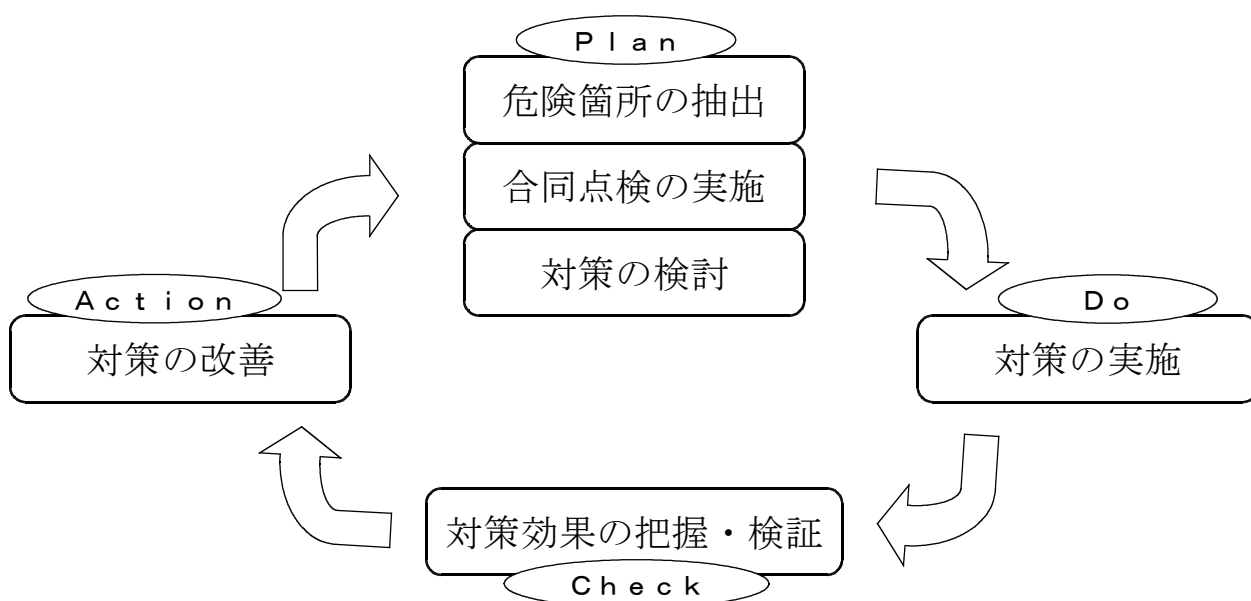 Ｐｌａｎ
危険箇所の抽出
合同点検の実施
対策の検討
Ａｃｔｉｏｎ
対策の改善
Ｄｏ
対策の実施
対策効果の把握・検証
Ｃｈｅｃｋ